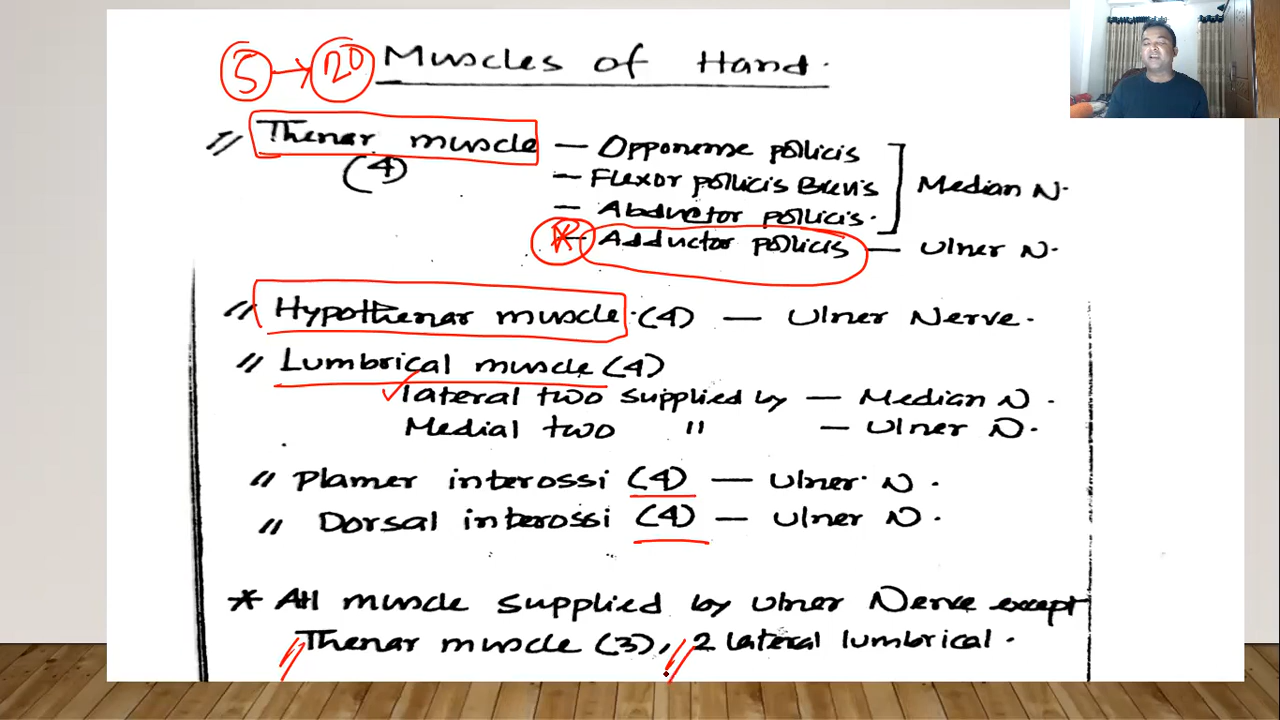 5 → 20 Muscles of Hand.
// Thenar muscle (4) — Opponense pollicis
— Flexor pollicis Brevis
— Abductor pollicis.
] Median N.
* — Adductor pollicis — Ulner N.
// Hypothenar muscle. (4) — Ulner Nerve.
// Lumbrical muscle (4)
✓ lateral two supplied by — Median N.
Medial two " — Ulner N.
// Plamer interossi (4) — Ulner. N.
// Dorsal interossi (4) — Ulner N.
* All muscle supplied by Ulner Nerve except
Thenar muscle (3), 2 lateral lumbrical.